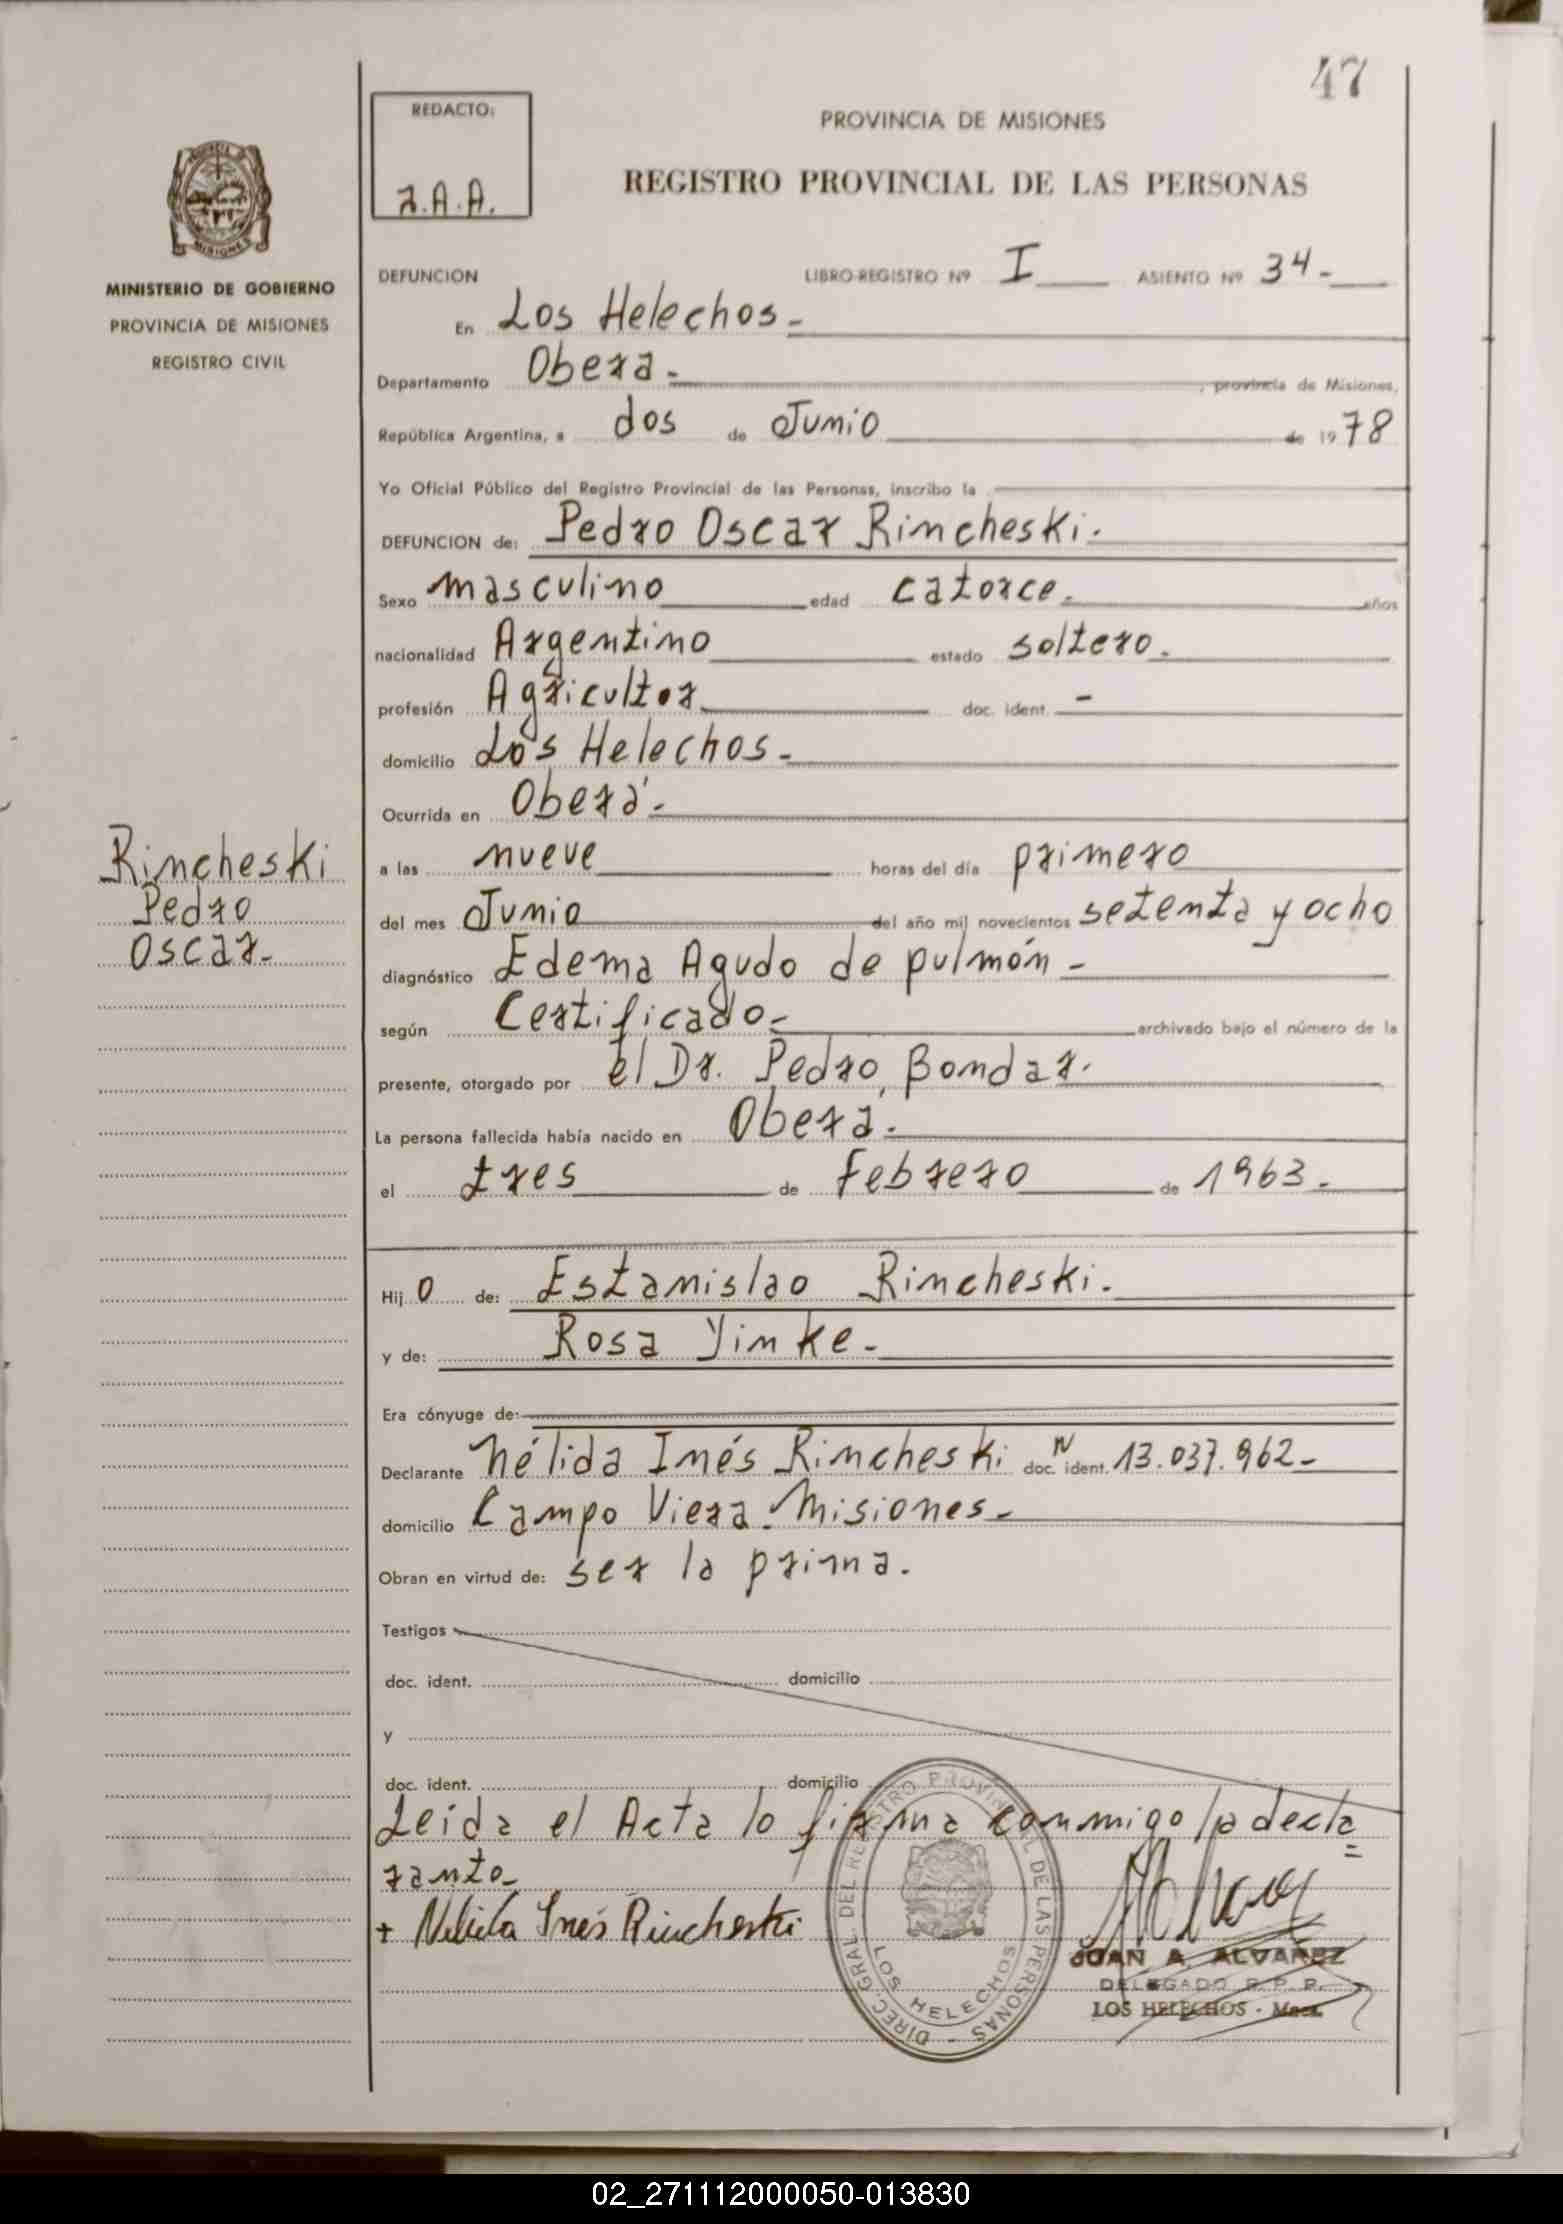 47
REDACTO:
J.A.A.
PROVINCIA DE MISIONES
REGISTRO PROVINCIAL DE LAS PERSONAS
PROVINCIA DE
MISIONES
MINISTERIO DE GOBIERNO
PROVINCIA DE MISIONES
REGISTRO CIVIL
DEFUNCION LIBRO-REGISTRO Nº I ASIENTO Nº 34-
En Los Helechos-
Departamento Obera- , provincia de Misiones,
República Argentina, a dos de Junio de 1978
Yo Oficial Público del Registro Provincial de las Personas, inscribo la
DEFUNCION de: Pedro Oscar Rincheski.
Sexo masculino edad catorce. años
nacionalidad Argentino estado soltero.
profesión Agricultor doc. ident. -
domicilio Los Helechos-
Ocurrida en Oberá-
a las nueve horas del día primero
del mes Junio del año mil novecientos setenta y ocho
diagnóstico Edema Agudo de pulmón-
según Certificado- archivado bajo el número de la
presente, otorgado por el Dr. Pedro Bondar.
La persona fallecida había nacido en Oberá.
el tres de Febrero de 1963.
Hijo de: Estanislao Rincheski.
y de: Rosa Yinke-
Era cónyuge de:
Declarante Nélida Inés Rincheski doc. ident. N 13.037.962-
domicilio Campo Viera-Misiones-
Obran en virtud de: ser la prima.
Testigos
doc. ident. domicilio
y
doc. ident. domicilio
Leida el Acta lo firma conmigo la decla=
rante-
+ Nelida Inés Rincheski
Rincheski
Pedro
Oscar-
DIREC. GRAL. DEL REGISTRO PROVINCIAL DE LAS PERSONAS -
LOS HELECHOS
JUAN A. ALVAREZ
DELEGADO R. P. P.
LOS HELECHOS - Mnes.
02_271112000050-013830